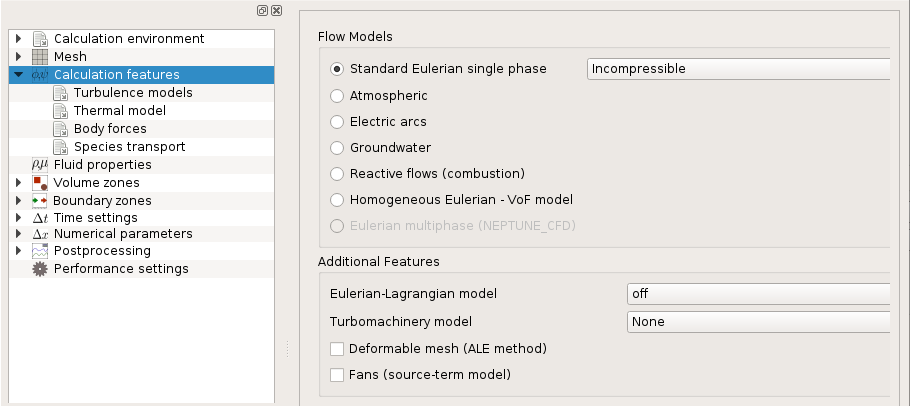 Calculation environment
Mesh
φ,ψ Calculation features
Turbulence models
Thermal model
Body forces
Species transport
ρ,μ Fluid properties
Volume zones
Boundary zones
Δt Time settings
Δx Numerical parameters
Postprocessing
Performance settings
Flow Models
Standard Eulerian single phase Incompressible
Atmospheric
Electric arcs
Groundwater
Reactive flows (combustion)
Homogeneous Eulerian - VoF model
Eulerian multiphase (NEPTUNE_CFD)
Additional Features
Eulerian-Lagrangian model off
Turbomachinery model None
Deformable mesh (ALE method)
Fans (source-term model)